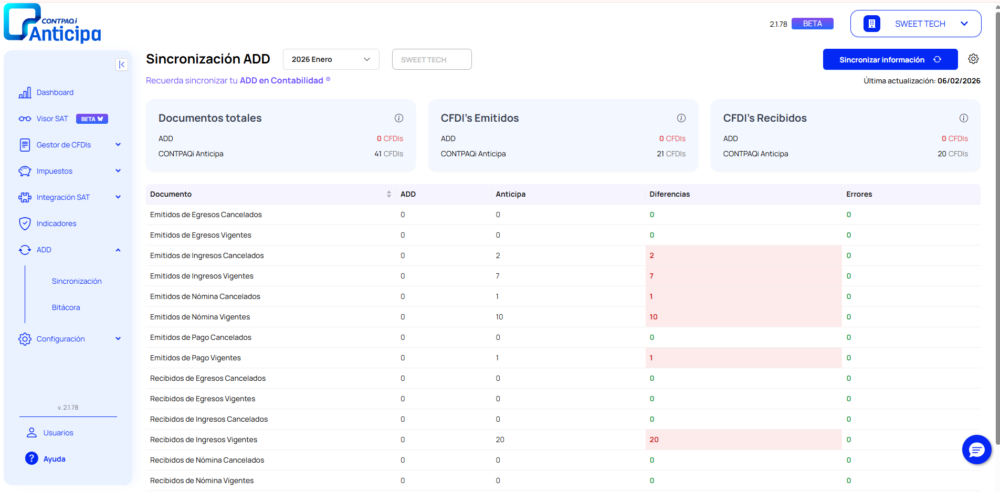 CONTPAQi
Anticipa
2.1.78 BETA SWEET TECH
Sincronización ADD 2026 Enero SWEET TECH Sincronizar información
Recuerda sincronizar tu ADD en Contabilidad ® Última actualización: 06/02/2026
Dashboard
Visor SAT BETA
Gestor de CFDIs
Impuestos
Integración SAT
Indicadores
ADD
Sincronización
Bitácora
Configuración
v. 2.1.78
Usuarios
? Ayuda
Documentos totales
ADD 0 CFDIs
CONTPAQi Anticipa 41 CFDIs
CFDI's Emitidos
ADD 0 CFDIs
CONTPAQi Anticipa 21 CFDIs
CFDI's Recibidos
ADD 0 CFDIs
CONTPAQi Anticipa 20 CFDIs
Documento ADD Anticipa Diferencias Errores
Emitidos de Egresos Cancelados 0 0 0 0
Emitidos de Egresos Vigentes 0 0 0 0
Emitidos de Ingresos Cancelados 0 2 2 0
Emitidos de Ingresos Vigentes 0 7 7 0
Emitidos de Nómina Cancelados 0 1 1 0
Emitidos de Nómina Vigentes 0 10 10 0
Emitidos de Pago Cancelados 0 0 0 0
Emitidos de Pago Vigentes 0 1 1 0
Recibidos de Egresos Cancelados 0 0 0 0
Recibidos de Egresos Vigentes 0 0 0 0
Recibidos de Ingresos Cancelados 0 0 0 0
Recibidos de Ingresos Vigentes 0 20 20 0
Recibidos de Nómina Cancelados 0 0 0 0
Recibidos de Nómina Vigentes 0 0 0 0